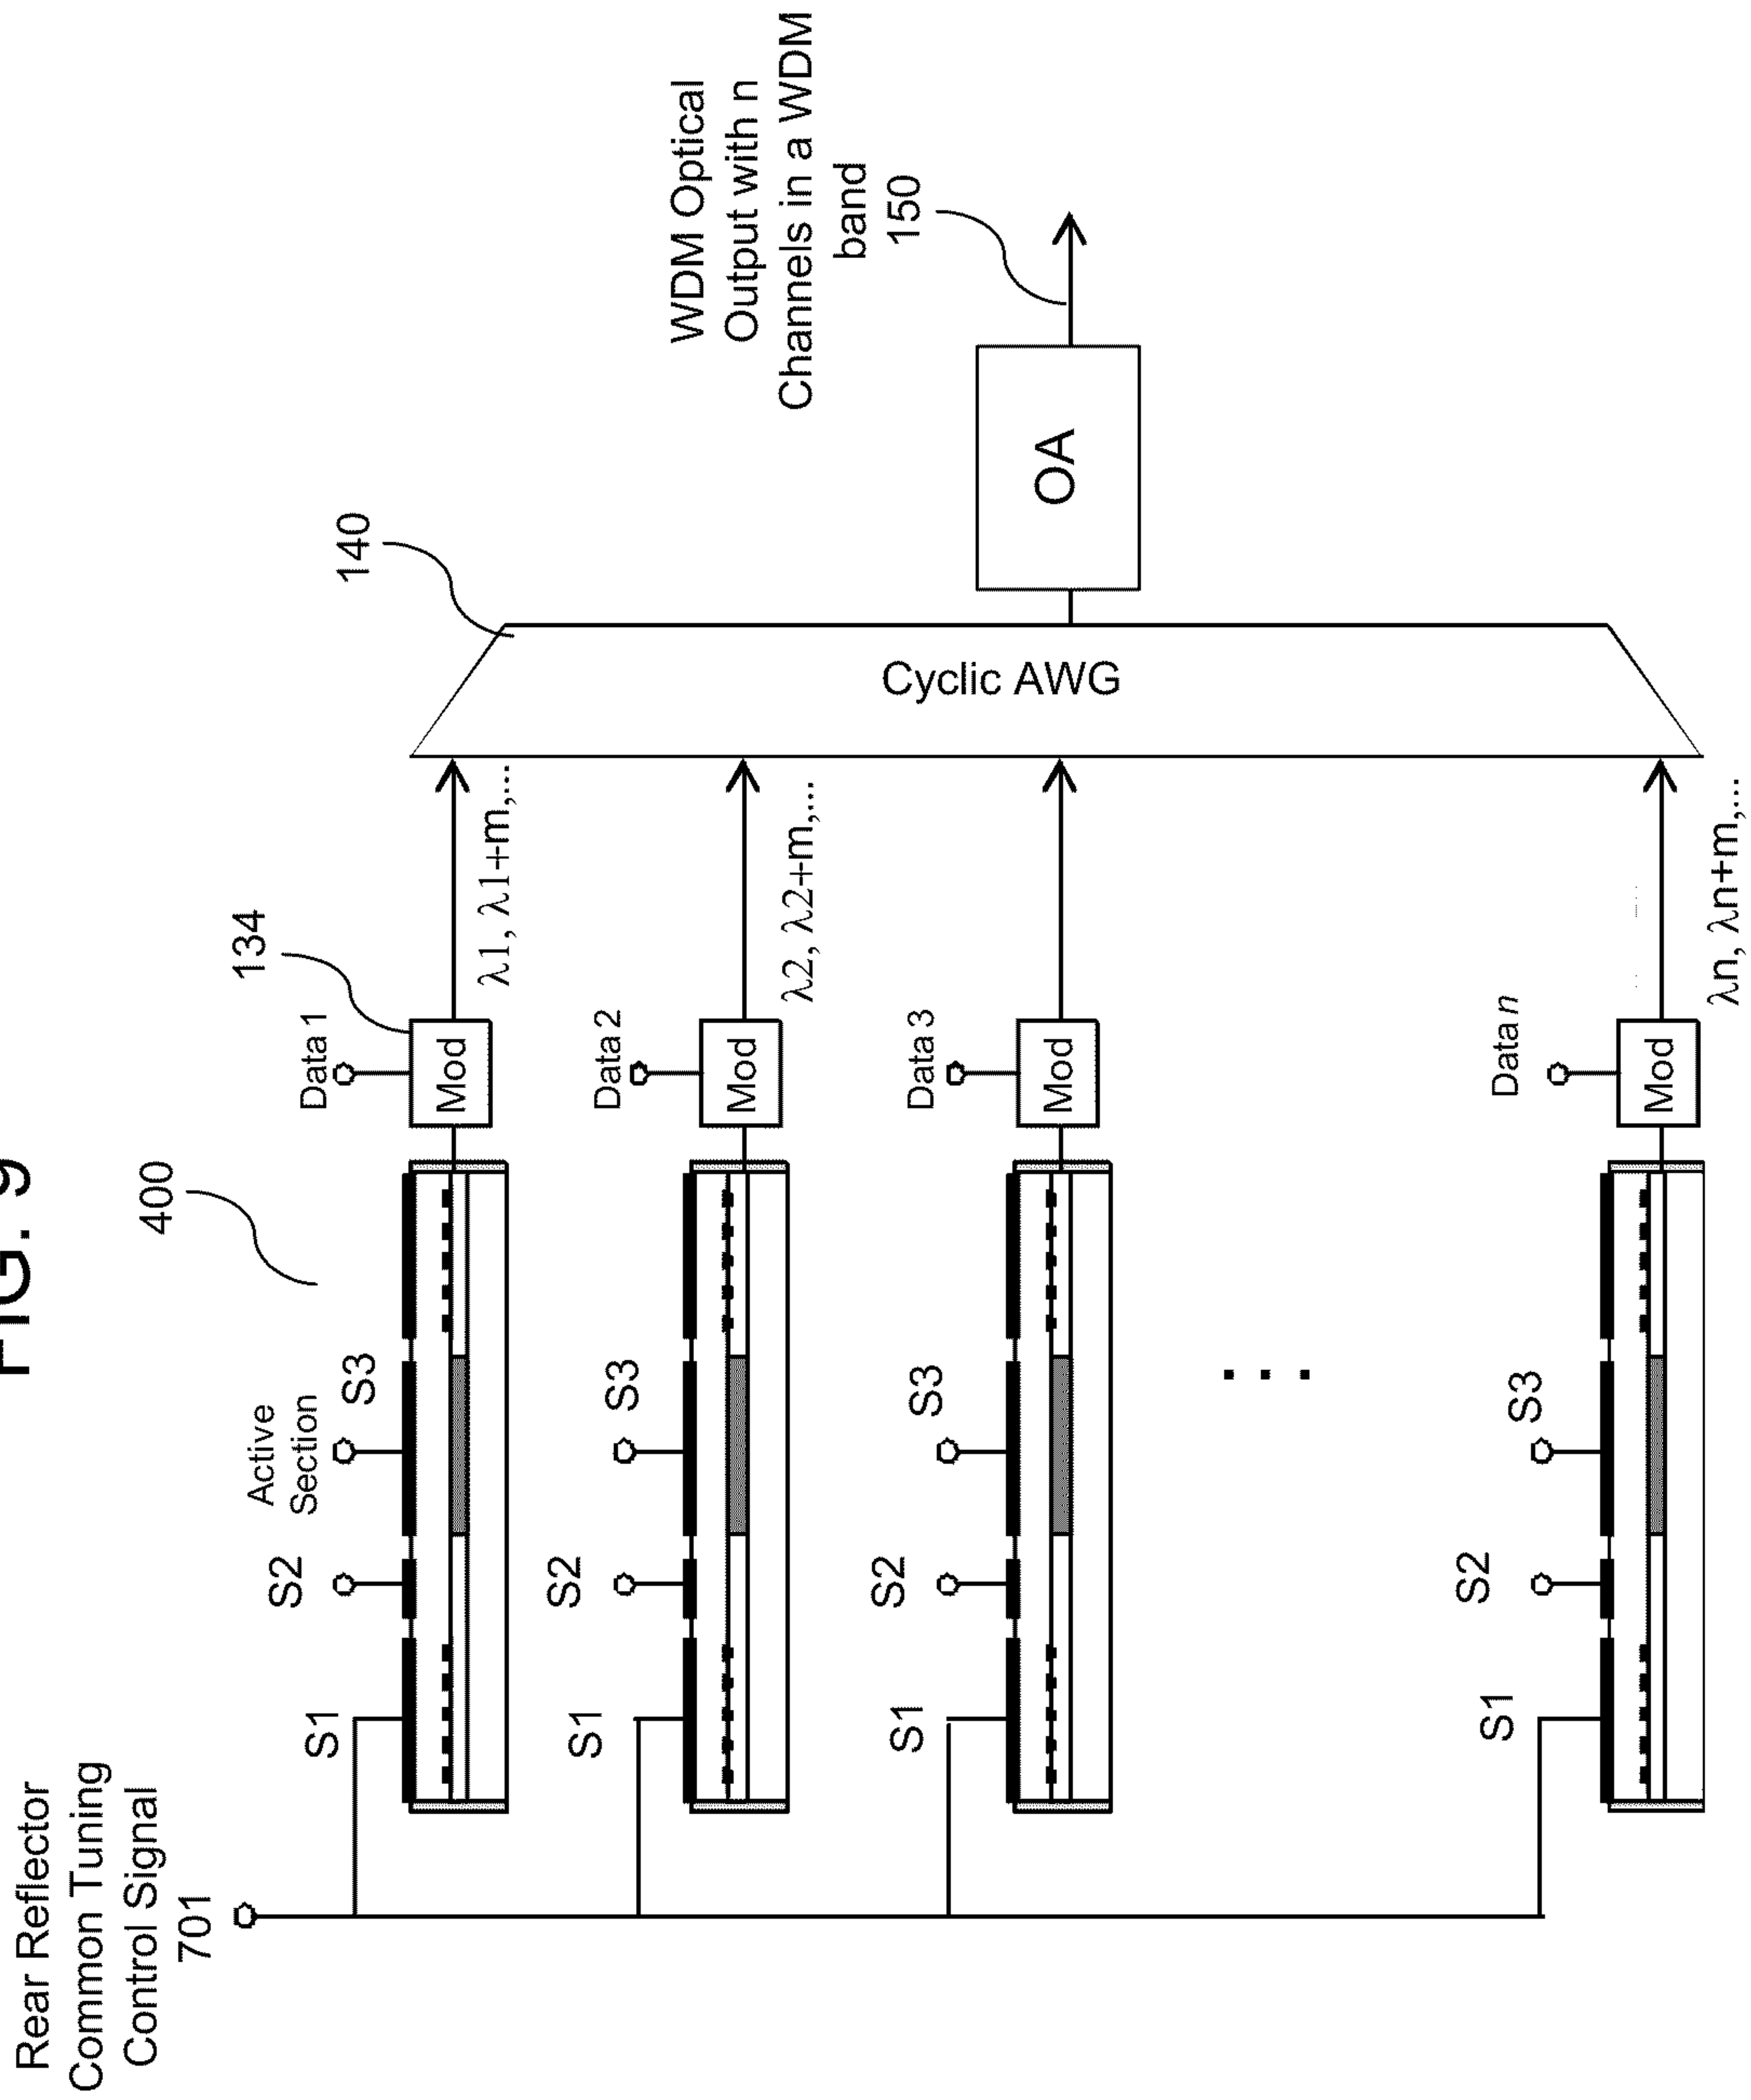 FIG. 9
Rear Reflector
Common Tuning
Control Signal
701
400
134
140
WDM Optical
Output with n
Channels in a WDM
band
150
S1
S2
Active
Section
S3
Data 1
Mod
λ1, λ1+m,...
S1
S2
S3
Data 2
Mod
λ2, λ2+m,...
S1
S2
S3
Data 3
Mod
Cyclic AWG
OA
...
S1
S2
S3
Data n
Mod
λn, λn+m,...